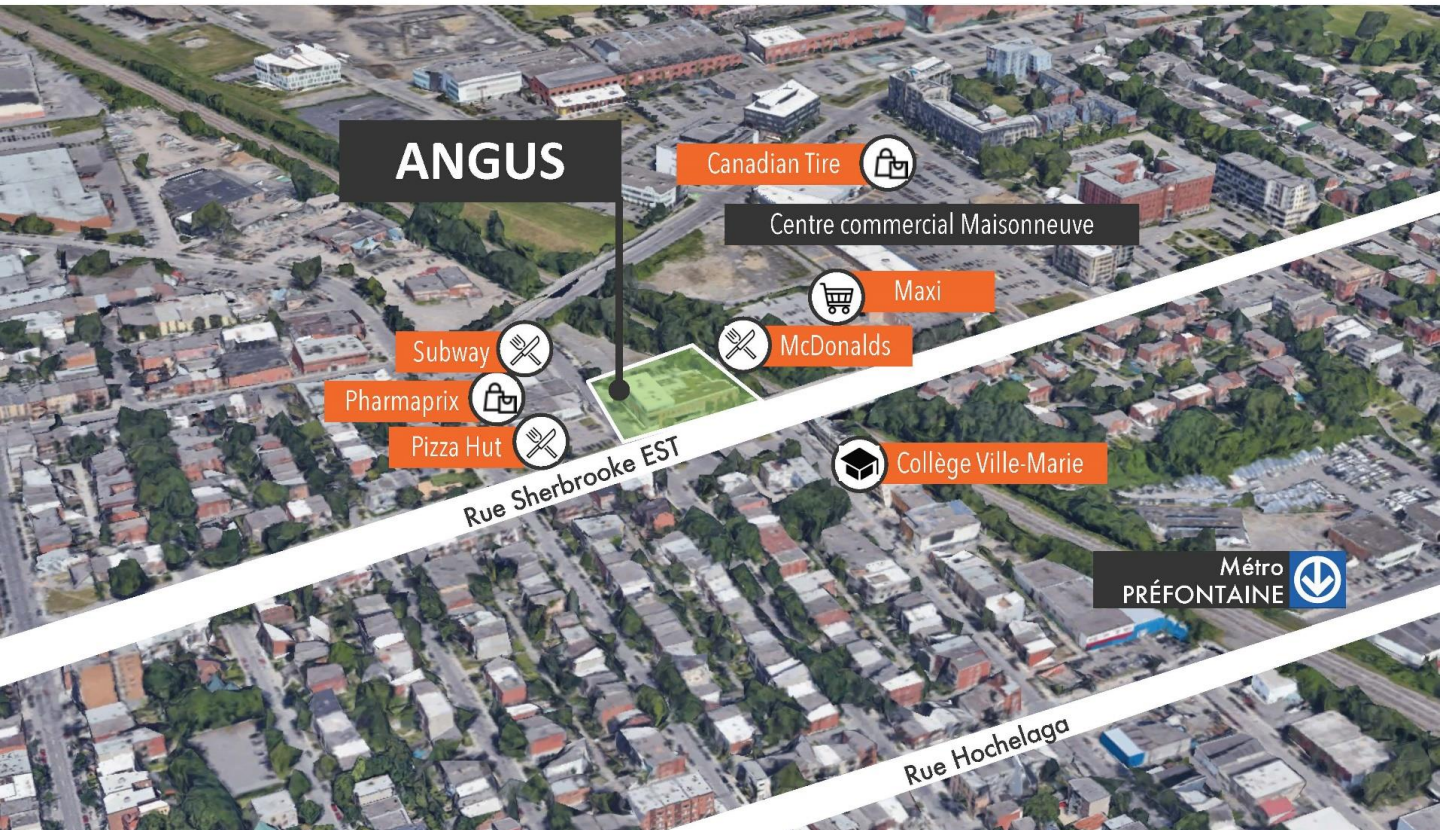 ANGUS
Canadian Tire
Centre commercial Maisonneuve
Maxi
McDonalds
Subway
Pharmaprix
Pizza Hut
Rue Sherbrooke EST
Collège Ville-Marie
Métro
PRÉFONTAINE
Rue Hochelaga